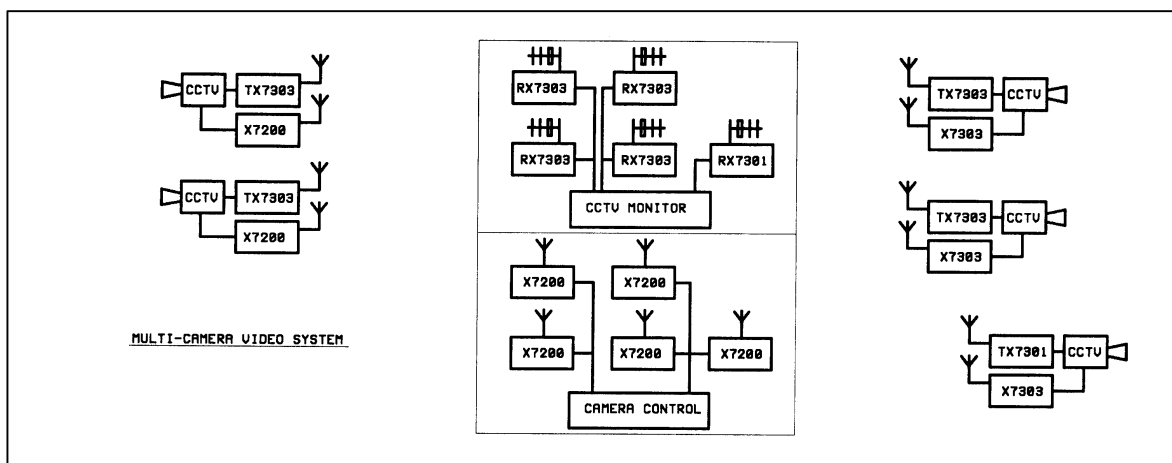 CCTV TX7303
X7200
CCTV TX7303
X7200
MULTI-CAMERA VIDEO SYSTEM
RX7303 RX7303
RX7303 RX7303 RX7301
CCTV MONITOR
X7200 X7200
X7200 X7200 X7200
CAMERA CONTROL
TX7303 CCTV
X7303
TX7303 CCTV
X7303
TX7301 CCTV
X7303